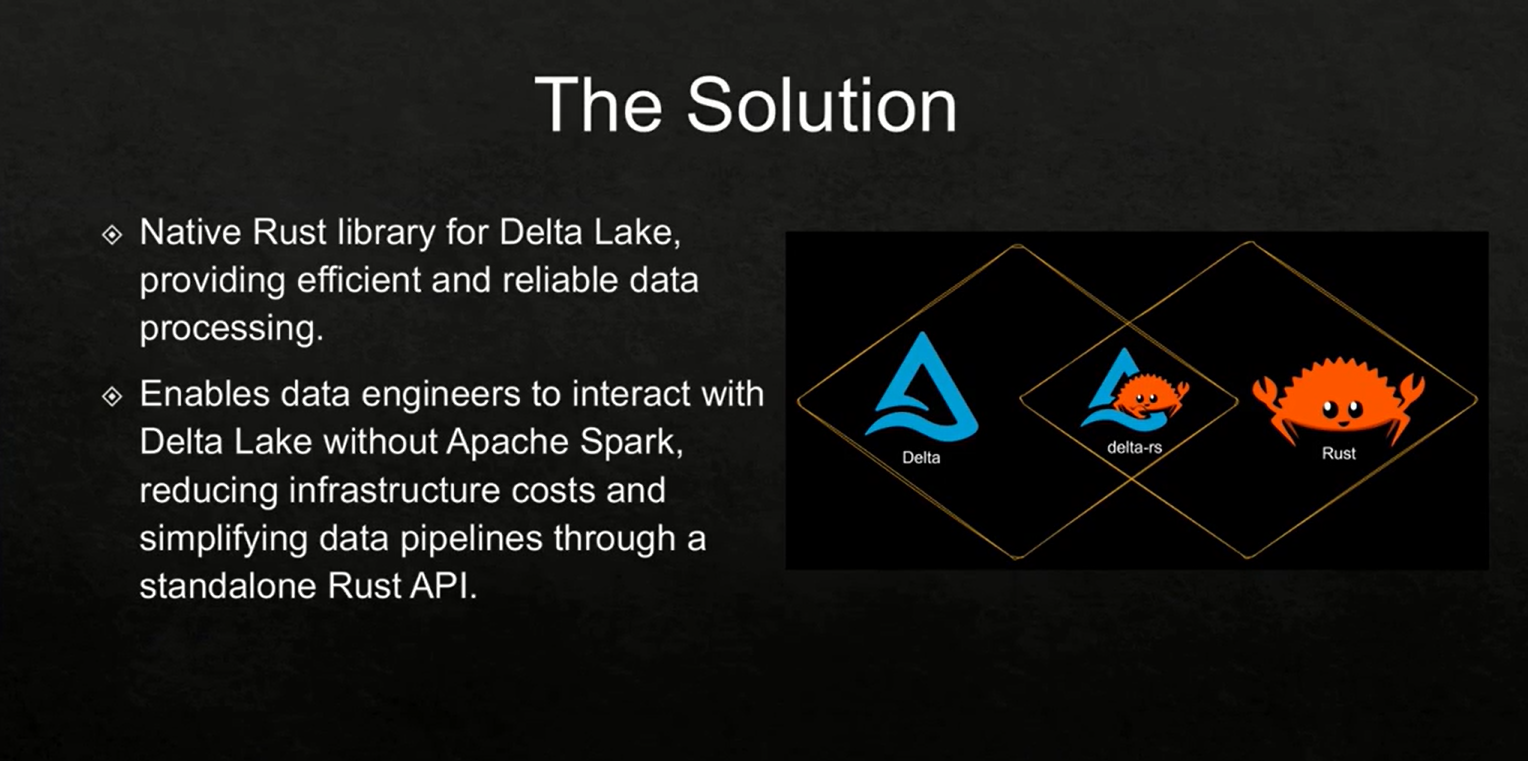 The Solution
Native Rust library for Delta Lake,
providing efficient and reliable data
processing.
Enables data engineers to interact with
Delta Lake without Apache Spark,
reducing infrastructure costs and
simplifying data pipelines through a
standalone Rust API.
Delta
delta-rs
Rust